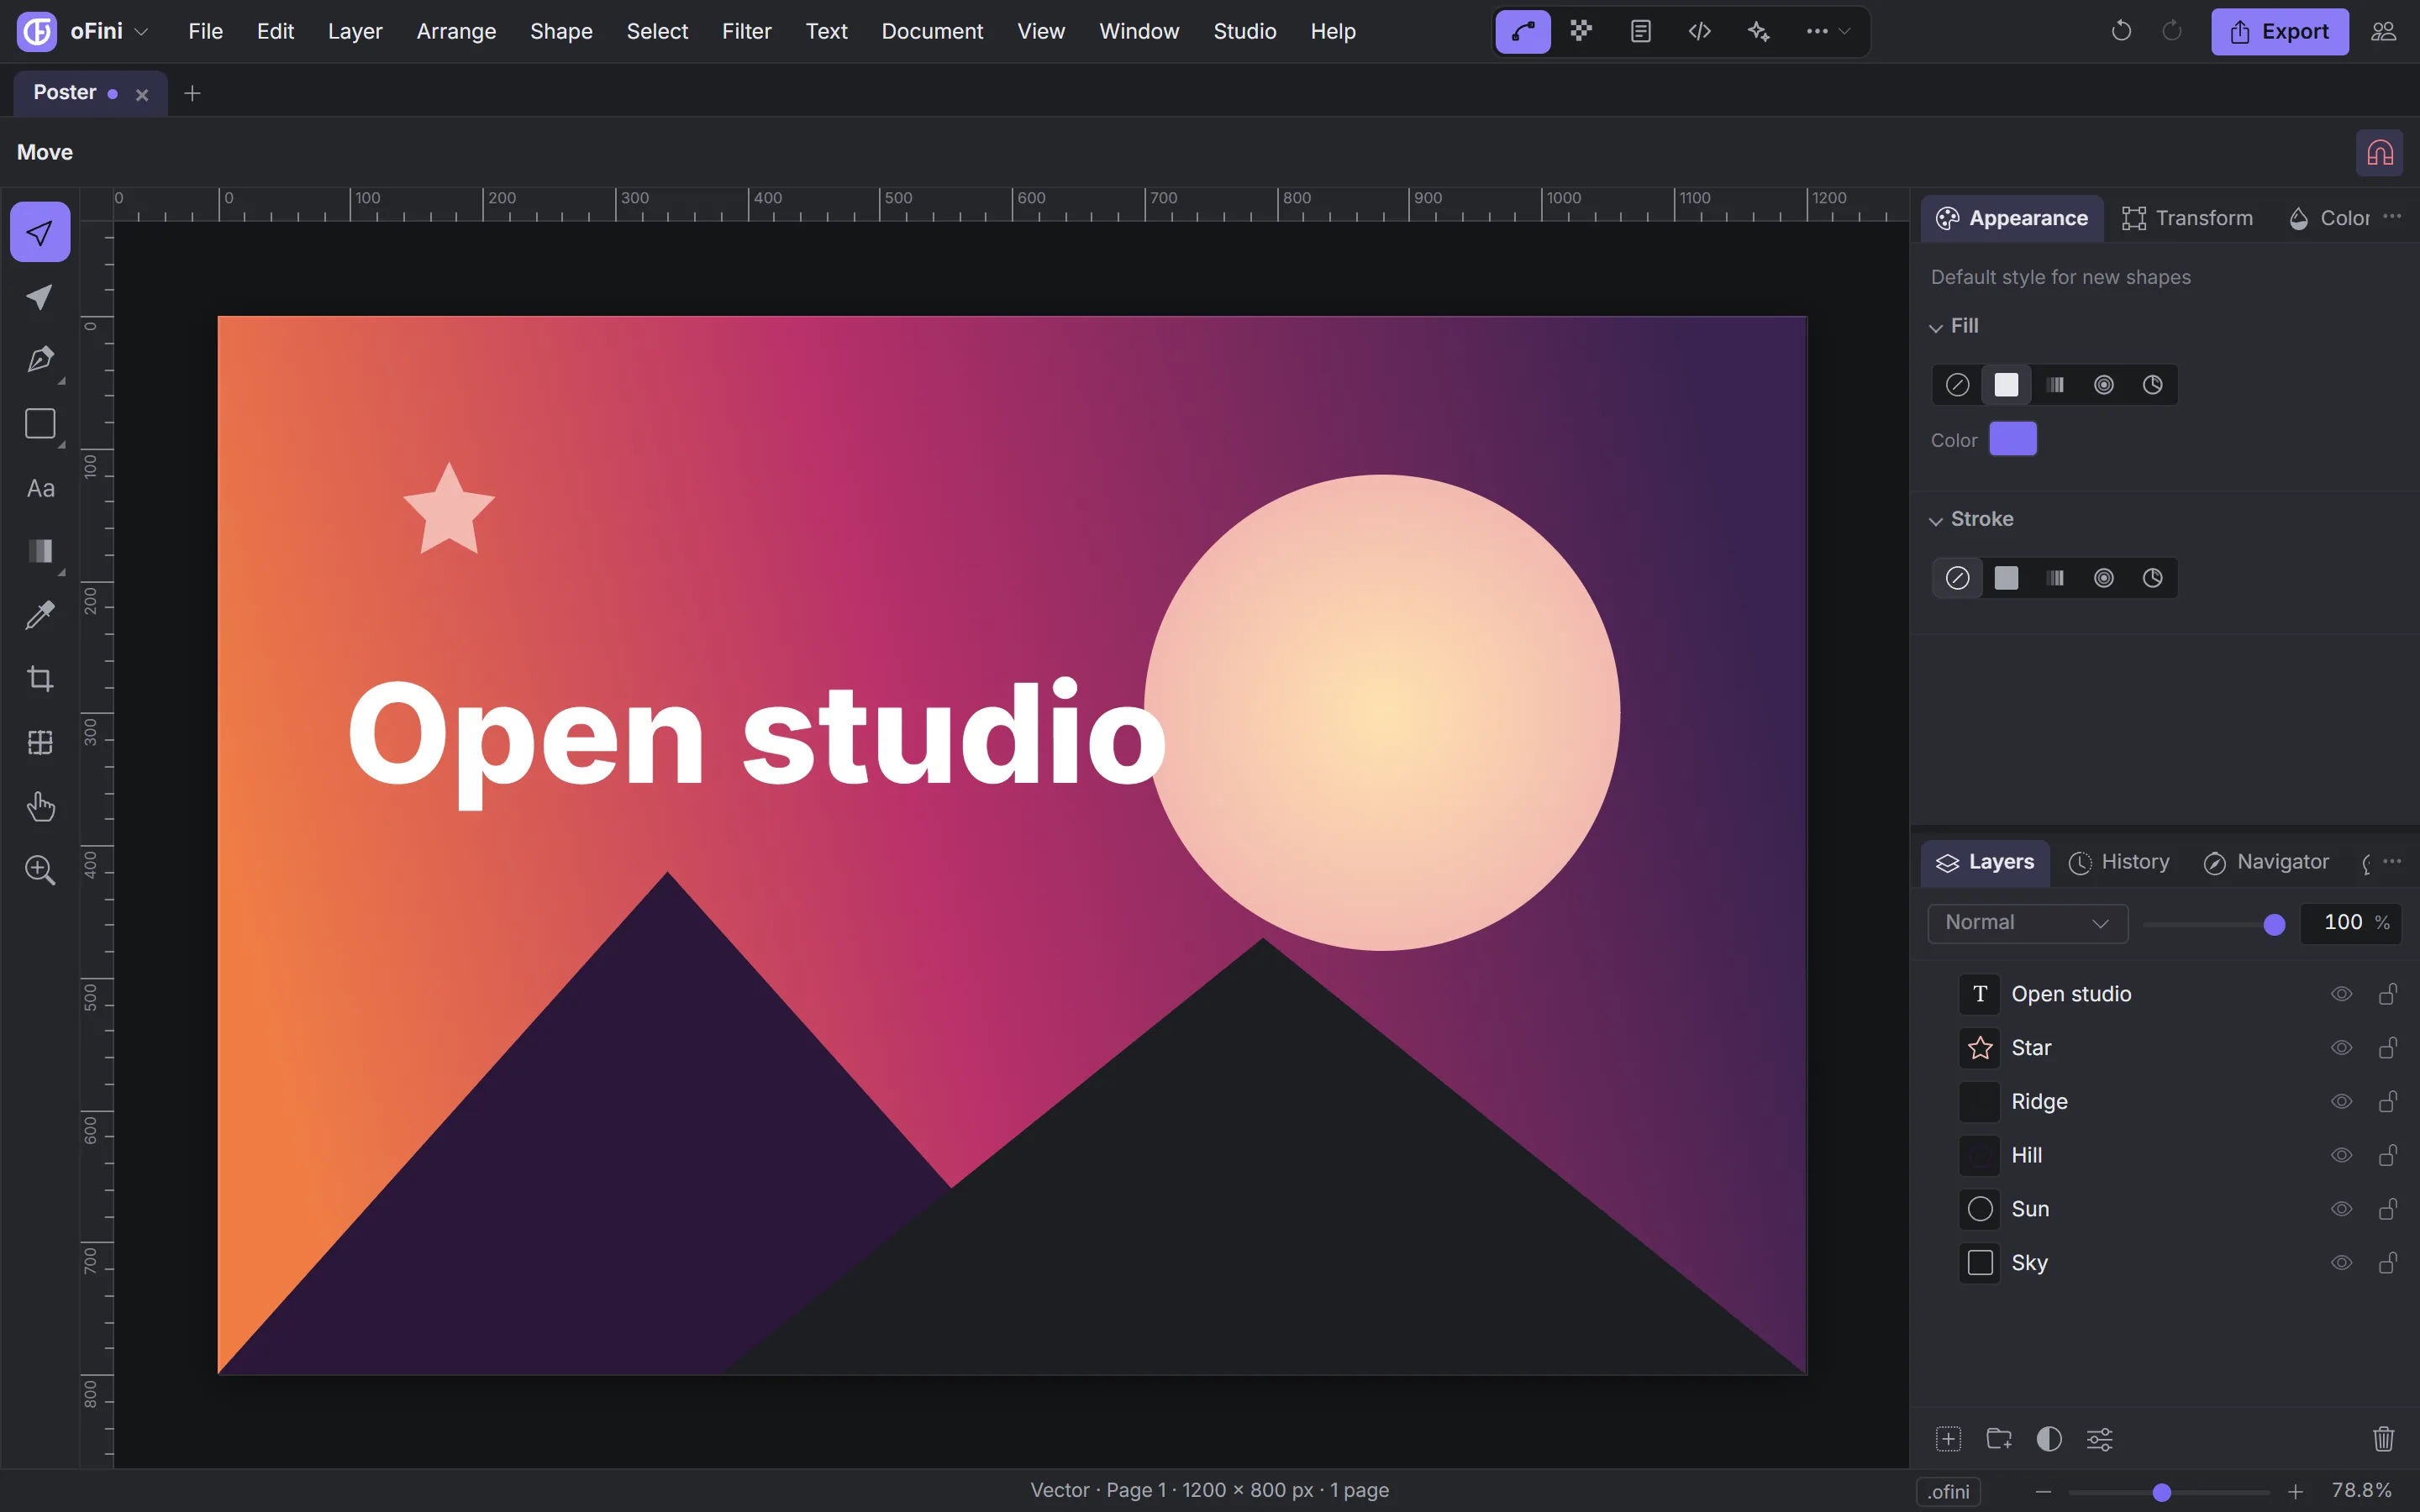 oFini File Edit Layer Arrange Shape Select Filter Text Document View Window Studio Help Export
Poster
Move
0 0 100 200 300 400 500 600 700 800 900 1000 1100 1200
0
100
200
300
400
500
600
700
800
Aa
Open studio
Appearance Transform Color
Default style for new shapes
Fill
Color
Stroke
Layers History Navigator
Normal 100 %
T Open studio
Star
Ridge
Hill
Sun
Sky
Vector · Page 1 · 1200 × 800 px · 1 page
.ofini 78.8%